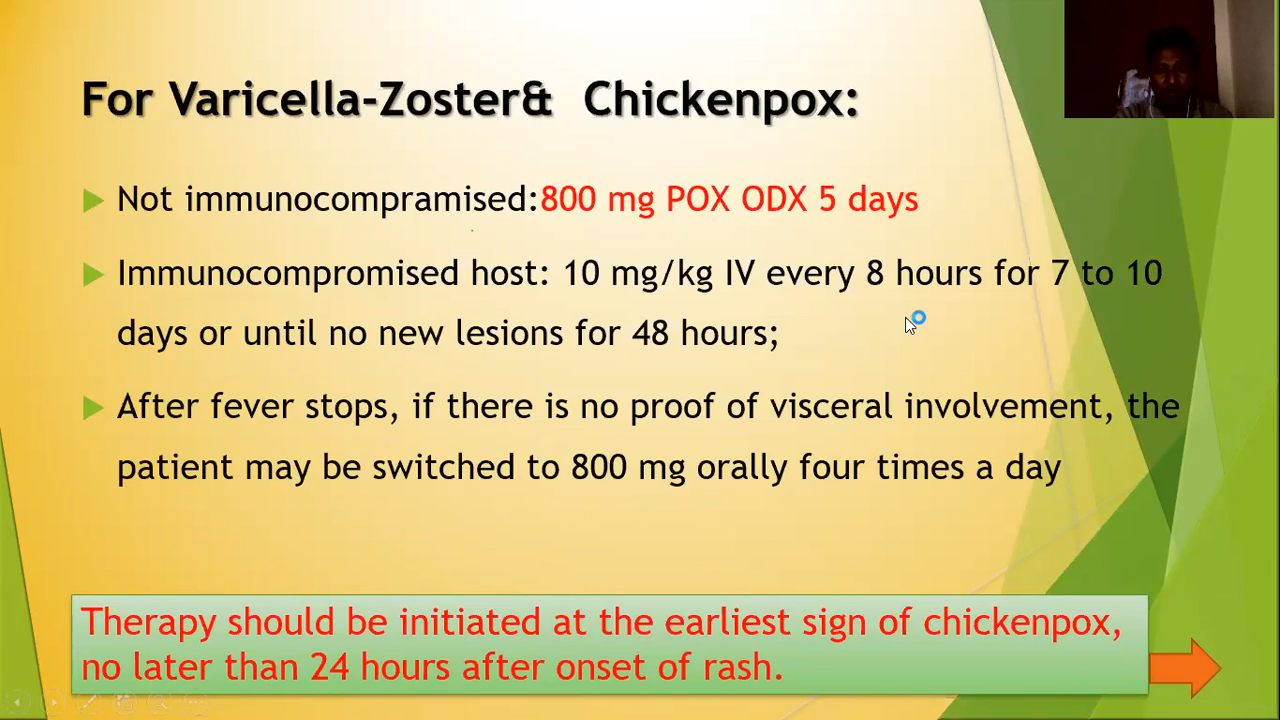 For Varicella-Zoster& Chickenpox:
Not immunocompramised:800 mg POX ODX 5 days
Immunocompromised host: 10 mg/kg IV every 8 hours for 7 to 10
days or until no new lesions for 48 hours;
After fever stops, if there is no proof of visceral involvement, the
patient may be switched to 800 mg orally four times a day
Therapy should be initiated at the earliest sign of chickenpox,
no later than 24 hours after onset of rash.